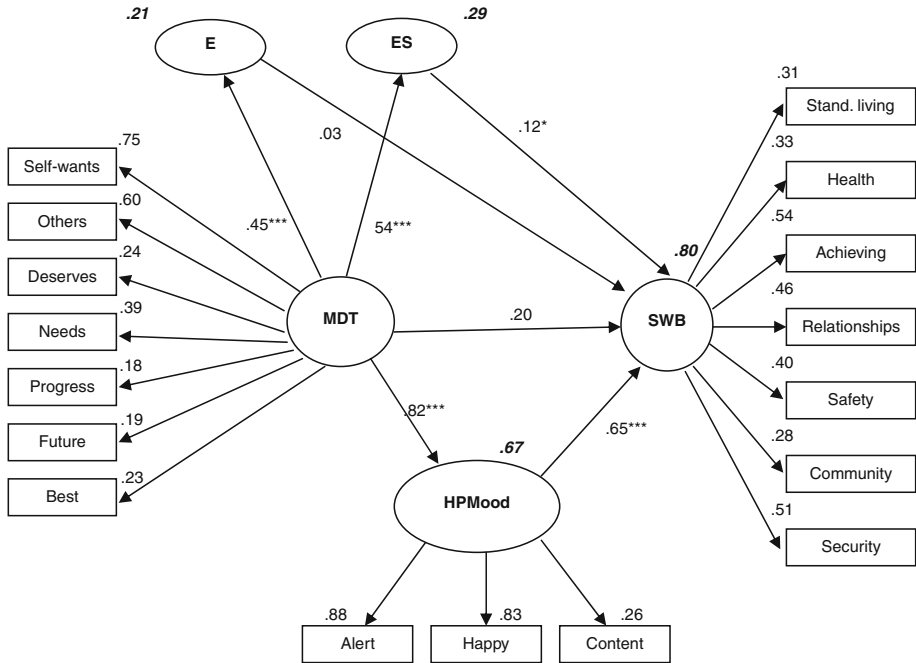 .21
E
.29
ES
.31
Stand. living
.03
.12*
.75
Self-wants
.33
Health
.60
Others
.45***
54***
.54
Achieving
.24
Deserves
.80
.46
MDT
.20
SWB
Relationships
.39
Needs
.40
Safety
.18
Progress
.82***
.65***
.19
Future
.67
.28
Community
.23
Best
HPMood
.51
Security
.88
Alert
.83
Happy
.26
Content